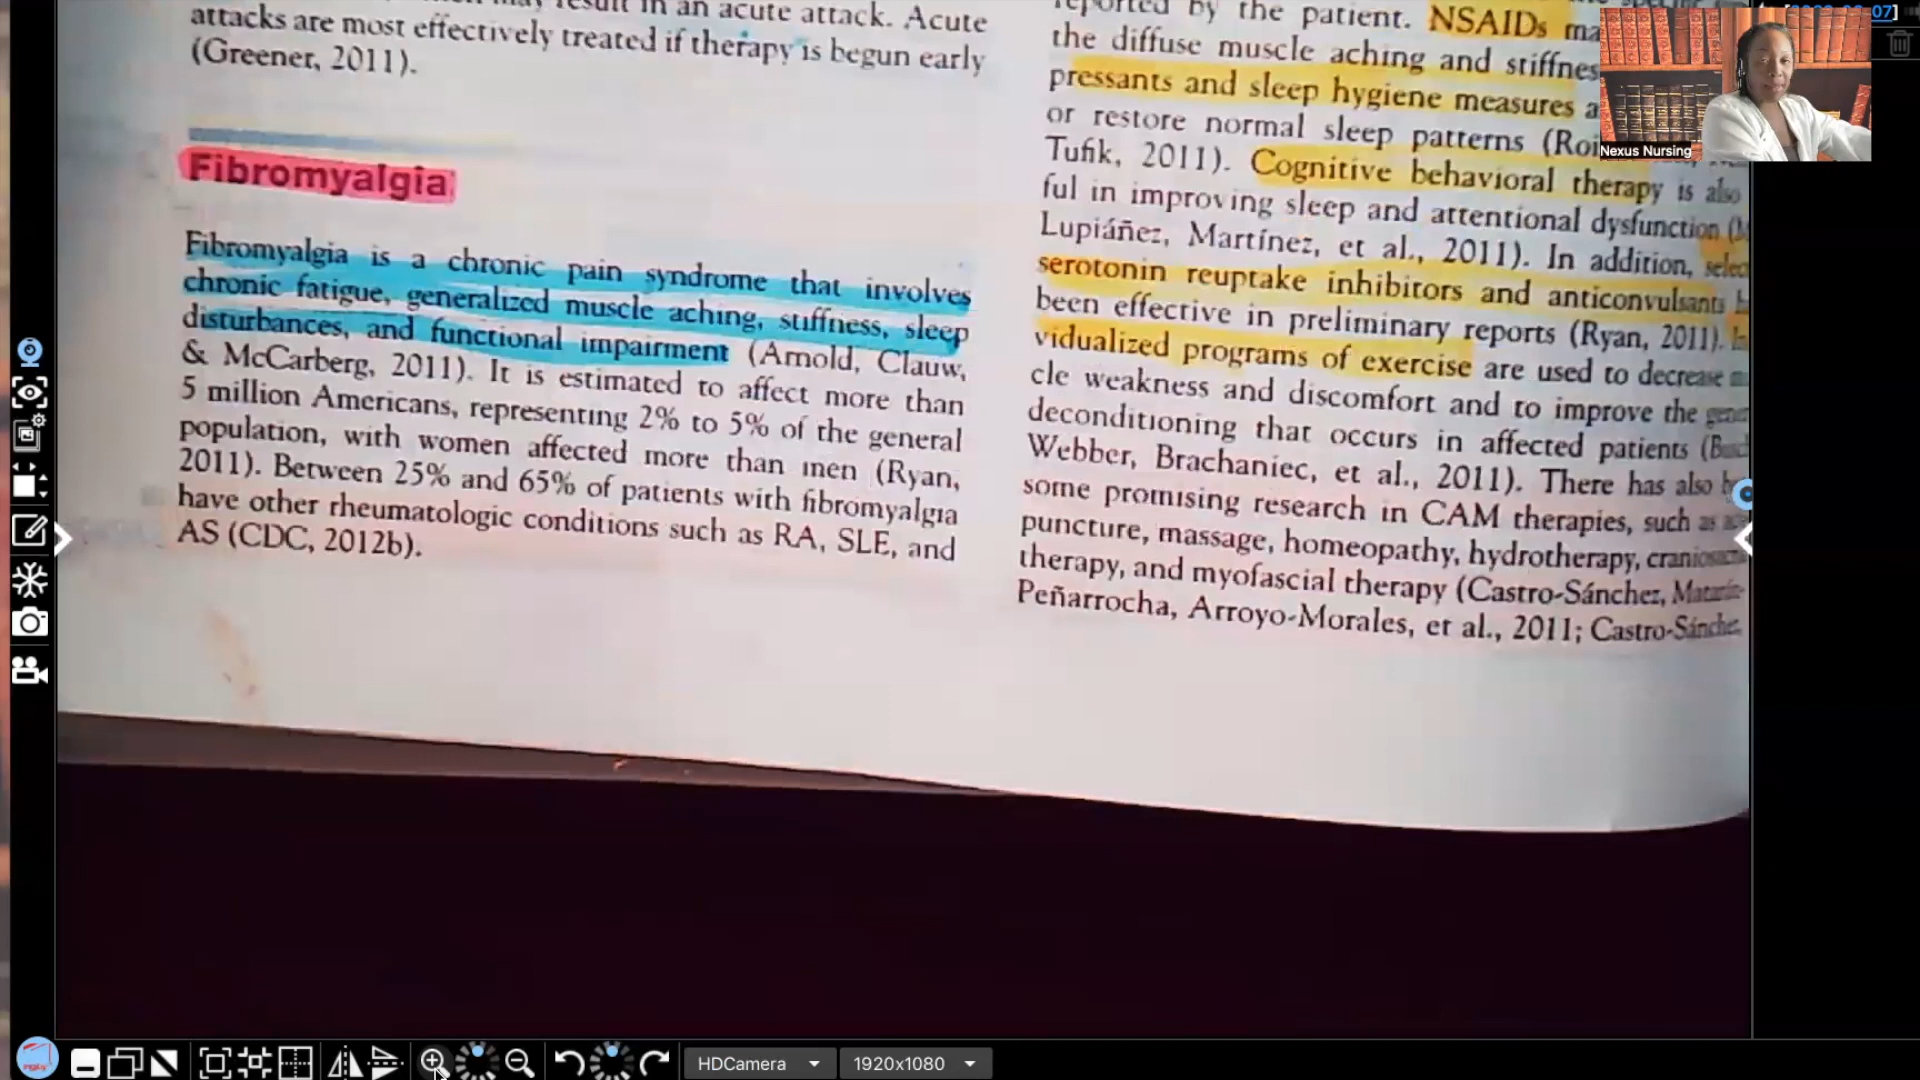 result in an acute attack. Acute
attacks are most effectively treated if therapy is begun early
(Greener, 2011).
Fibromyalgia
Fibromyalgia is a chronic pain syndrome that involves
chronic fatigue, generalized muscle aching, stiffness, sleep
disturbances, and functional impairment (Arnold, Clauw,
& McCarberg, 2011). It is estimated to affect more than
5 million Americans, representing 2% to 5% of the general
population, with women affected more than men (Ryan,
2011). Between 25% and 65% of patients with fibromyalgia
have other rheumatologic conditions such as RA, SLE, and
AS (CDC, 2012b).
reported by the patient. NSAIDs
the diffuse muscle aching and
pressants and sleep hygiene measures
or restore normal sleep patterns
Tufik, 2011). Cognitive behavioral therapy is also
ful in improving sleep and attentional dysfunction
Lupiáñez, Martínez, et al., 2011). In addition,
serotonin reuptake inhibitors and anticonvulsants
been effective in preliminary reports (Ryan, 2011).
vidualized programs of exercise are used to decrease
cle weakness and discomfort and to improve the
deconditioning that occurs in affected patients
Webber, Brachaniec, et al., 2011). There has also
some promising research in CAM therapies, such as
puncture, massage, homeopathy, hydrotherapy,
therapy, and myofascial therapy (Castro-Sánchez,
Peñarrocha, Arroyo-Morales, et al., 2011; Castro-Sánchez,
Nexus Nursing
HDCamera
1920x1080